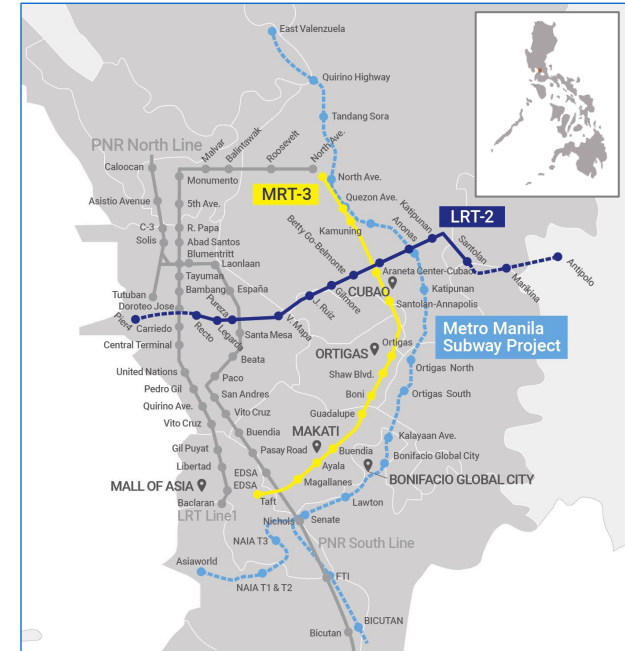 East Valenzuela
Quirino Highway
Tandang Sora
PNR North Line
Malvar
Balintawak
Roosevelt
North Ave.
Caloocan
Monumento
North Ave.
MRT-3
Quezon Ave.
LRT-2
Asistio Avenue
5th Ave.
Kamuning
Betty Go-Belmonte
Anonas
Katipunan
Santolan
C-3
Solis
R. Papa
Abad Santos
Blumentritt
Laonlaan
Antipolo
Tayuman
Araneta Center-Cubao
Marikina
CUBAO
Katipunan
Tutuban
Bambang
España
Doroteo Jose
Pureza
Gilmore
J. Ruiz
Santolan-Annapolis
Pier4
Carriedo
Recto
Legarda
Santa Mesa
V. Mapa
Metro Manila
Subway Project
Central Terminal
Beata
ORTIGAS
Ortigas
United Nations
Paco
Shaw Blvd.
Ortigas North
Pedro Gil
San Andres
Boni
Ortigas South
Quirino Ave.
Vito Cruz
Guadalupe
Vito Cruz
Buendia
MAKATI
Kalayaan Ave.
Gil Puyat
Pasay Road
Buendia
Bonifacio Global City
Libertad
EDSA
Ayala
MALL OF ASIA
EDSA
Magallanes
BONIFACIO GLOBAL CITY
Baclaran
Taft
Lawton
LRT Line1
Nichols
Senate
NAIA T3
PNR South Line
Asiaworld
FTI
NAIA T1 & T2
BICUTAN
Bicutan